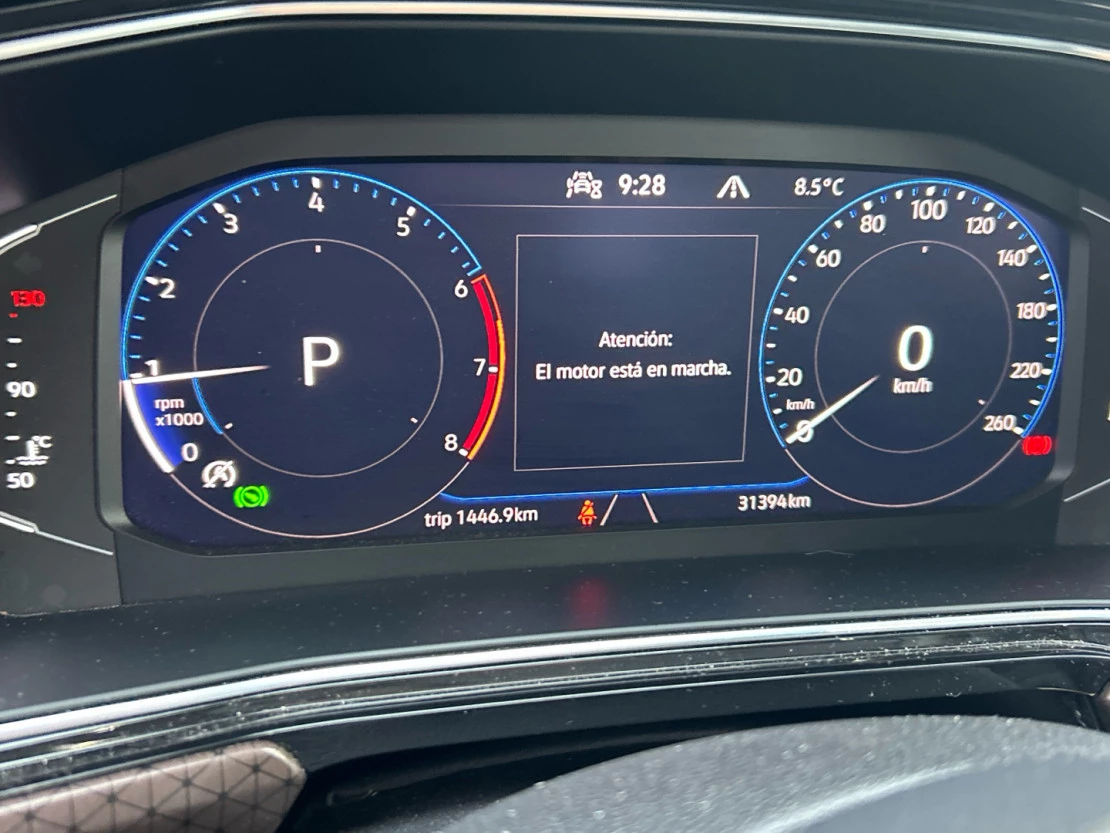 9:28
8.5°C
1
2
3
4
5
6
7
8
0
rpm
x1000
P
Atención:
El motor está en marcha.
0
20
40
60
80
100
120
140
180
220
260
km/h
0
km/h
130
90
50
°C
trip 1446.9km
31394km